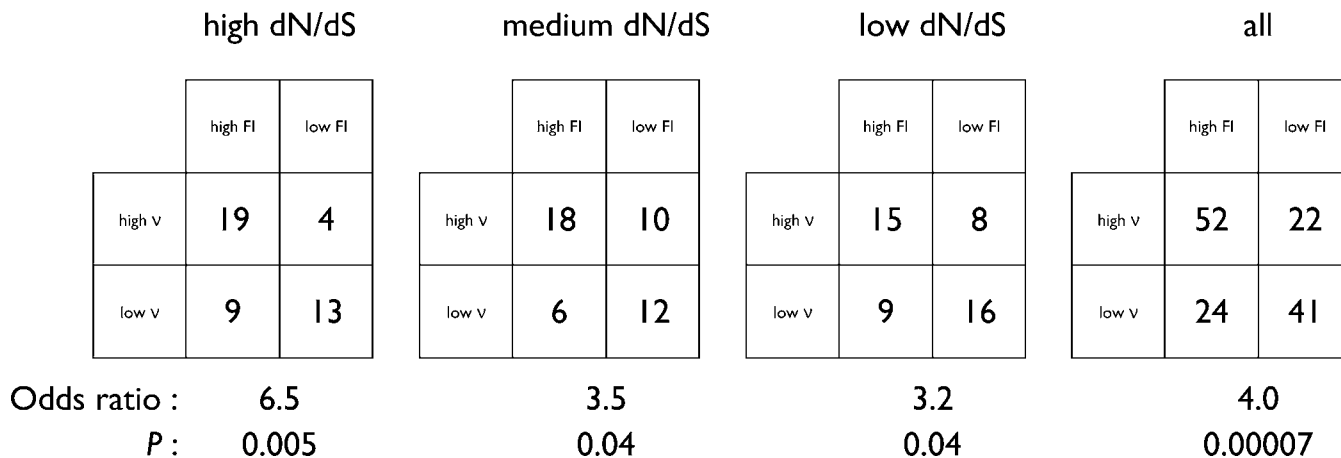 high dN/dS medium dN/dS low dN/dS all
high FI low FI high FI low FI high FI low FI high FI low FI
high ν 19 4 high ν 18 10 high ν 15 8 high ν 52 22
low ν 9 13 low ν 6 12 low ν 9 16 low ν 24 41
Odds ratio : 6.5 3.5 3.2 4.0
P : 0.005 0.04 0.04 0.00007